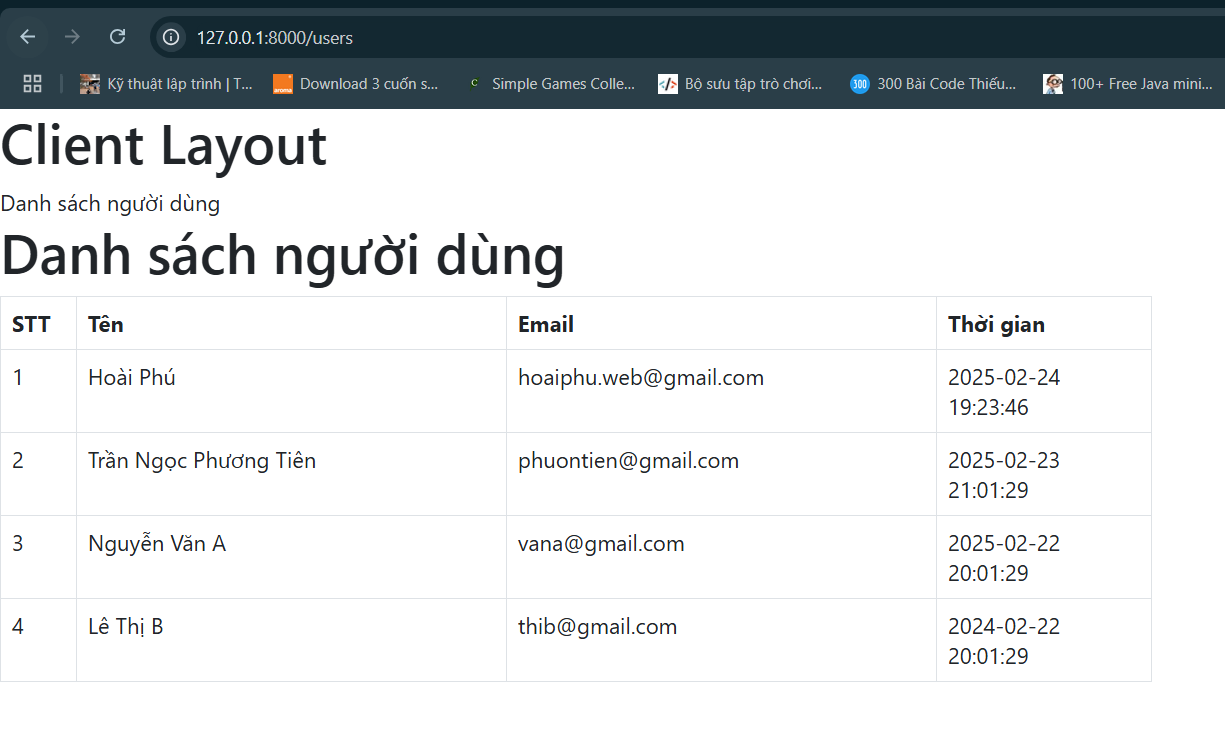 127.0.0.1:8000/users
Kỹ thuật lập trình | T... Download 3 cuốn s... Simple Games Colle... Bộ sưu tập trò chơi... 300 300 Bài Code Thiếu... 100+ Free Java mini...
Client Layout
Danh sách người dùng
Danh sách người dùng
STT Tên Email Thời gian
1 Hoài Phú hoaiphu.web@gmail.com 2025-02-24
19:23:46
2 Trần Ngọc Phương Tiên phuontien@gmail.com 2025-02-23
21:01:29
3 Nguyễn Văn A vana@gmail.com 2025-02-22
20:01:29
4 Lê Thị B thib@gmail.com 2024-02-22
20:01:29